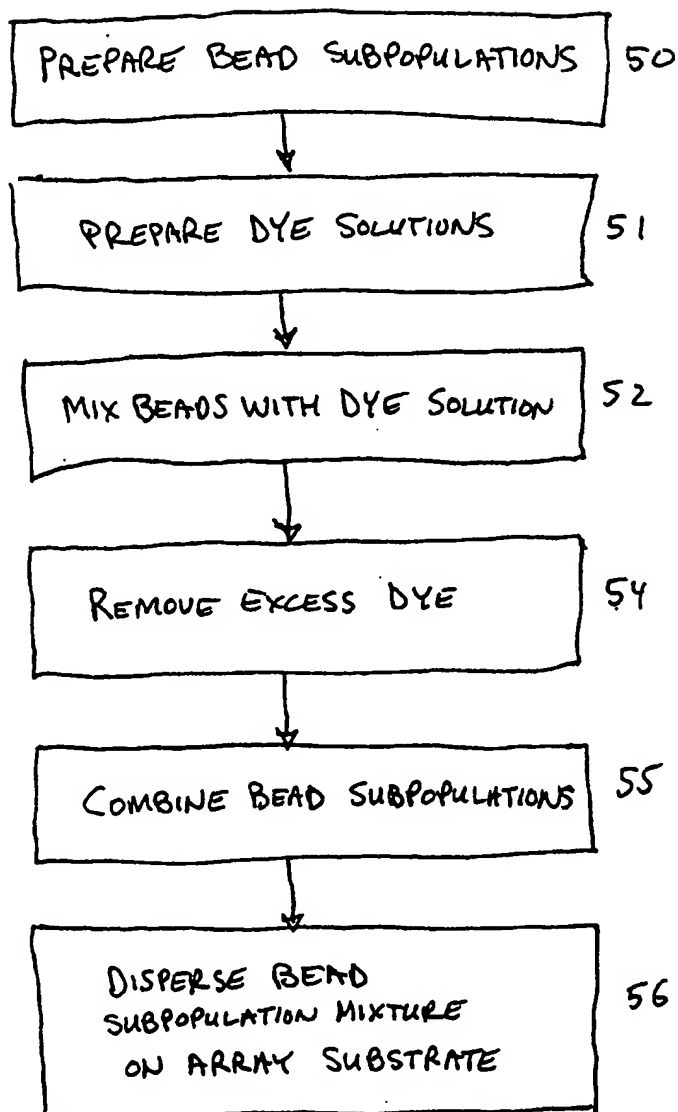 PREPARE BEAD SUBPOPULATIONS 50
PREPARE DYE SOLUTIONS 51
MIX BEADS WITH DYE SOLUTION 52
REMOVE EXCESS DYE 54
COMBINE BEAD SUBPOPULATIONS 55
DISPERSE BEAD
SUBPOPULATION MIXTURE 56
ON ARRAY SUBSTRATE